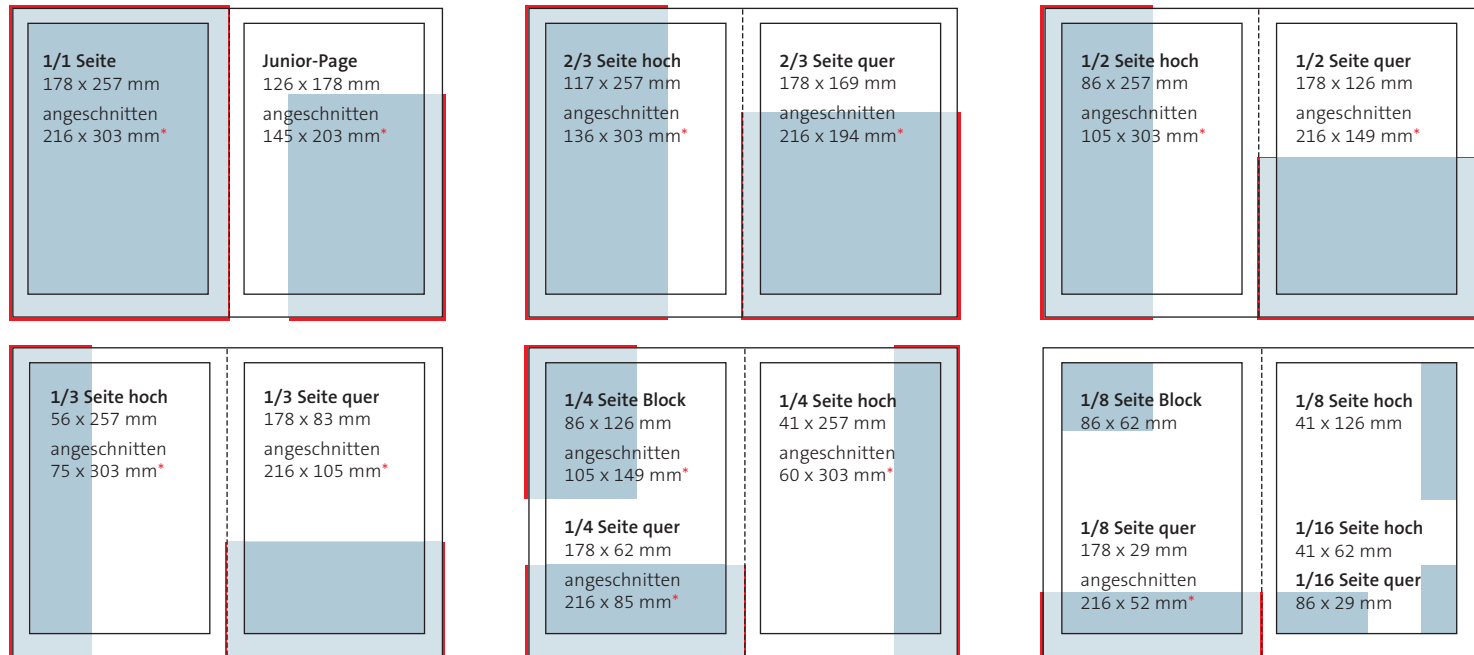 1/1 Seite
178 x 257 mm
angeschnitten
216 x 303 mm*
Junior-Page
126 x 178 mm
angeschnitten
145 x 203 mm*
2/3 Seite hoch
117 x 257 mm
angeschnitten
136 x 303 mm*
2/3 Seite quer
178 x 169 mm
angeschnitten
216 x 194 mm*
1/2 Seite hoch
86 x 257 mm
angeschnitten
105 x 303 mm*
1/2 Seite quer
178 x 126 mm
angeschnitten
216 x 149 mm*
1/3 Seite hoch
56 x 257 mm
angeschnitten
75 x 303 mm*
1/3 Seite quer
178 x 83 mm
angeschnitten
216 x 105 mm*
1/4 Seite Block
86 x 126 mm
angeschnitten
105 x 149 mm*
1/4 Seite quer
178 x 62 mm
angeschnitten
216 x 85 mm*
1/4 Seite hoch
41 x 257 mm
angeschnitten
60 x 303 mm*
1/8 Seite Block
86 x 62 mm
1/8 Seite quer
178 x 29 mm
angeschnitten
216 x 52 mm*
1/8 Seite hoch
41 x 126 mm
1/16 Seite hoch
41 x 62 mm
1/16 Seite quer
86 x 29 mm